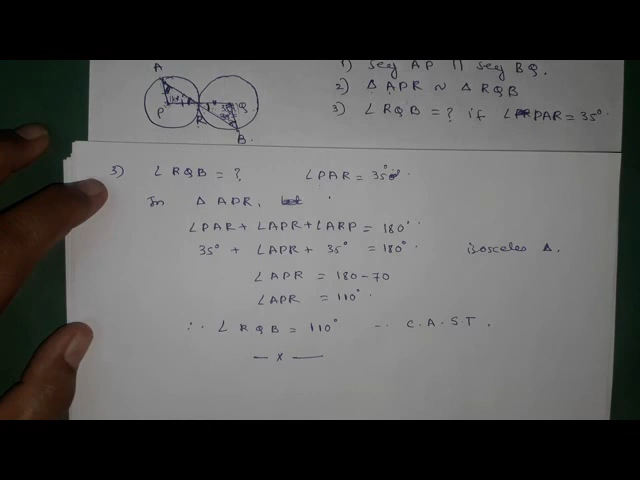 1) seg AP || seg BQ.
2) Δ APR ~ Δ RQB
3) ∠ RQB = ? if ∠PAR = 35°.
A
P
R
Q
B
3) ∠ RQB = ? ∠PAR = 35°.
In Δ APR,
∠PAR + ∠APR + ∠ARP = 180°
35° + ∠APR + 35° = 180° isosceles Δ.
∠APR = 180 - 70
∠APR = 110°.
∴ ∠ RQB = 110° -- C.A.S.T.
— x —